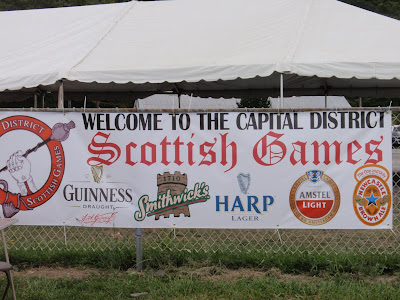 WELCOME TO THE CAPITAL DISTRICT
Scottish Games
DISTRICT
SCOTTISH GAMES
GUINNESS
DRAUGHT
1710
Smithwick's
HARP
LAGER
AMSTEL
LIGHT
NEWCASTLE
BROWN ALE